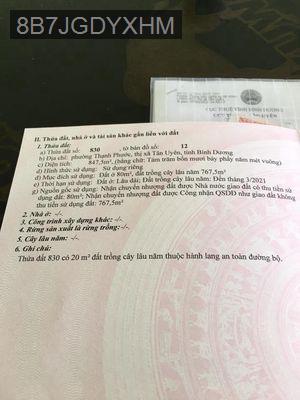 8B7JGDYXHM
CỤC THUẾ TỈNH BÌNH DƯƠNG
II. Thửa đất, nhà ở và tài sản khác gắn liền với đất
1. Thửa đất:
a) Thửa đất số: 830 , tờ bản đồ số: 12
b) Địa chỉ: phường Thạnh Phước, thị xã Tân Uyên, tỉnh Bình Dương
c) Diện tích: 847,5m², (bằng chữ: Tám trăm bốn mươi bảy phẩy năm mét vuông)
d) Hình thức sử dụng: Sử dụng riêng
đ) Mục đích sử dụng: Đất ở 80m², đất trồng cây lâu năm 767,5m²
e) Thời hạn sử dụng: Đất ở: Lâu dài; Đất trồng cây lâu năm: Đến tháng 3/2021
g) Nguồn gốc sử dụng: Nhận chuyển nhượng đất được Nhà nước giao đất có thu tiền sử
dụng đất: 80m²; Nhận chuyển nhượng đất được Công nhận QSDĐ như giao đất không
thu tiền sử dụng đất: 767,5m²
2. Nhà ở: -/-.
3. Công trình xây dựng khác: -/-.
4. Rừng sản xuất là rừng trồng: -/-.
5. Cây lâu năm: -/-.
6. Ghi chú:
Thửa đất 830 có 20 m² đất trồng cây lâu năm thuộc hành lang an toàn đường bộ.